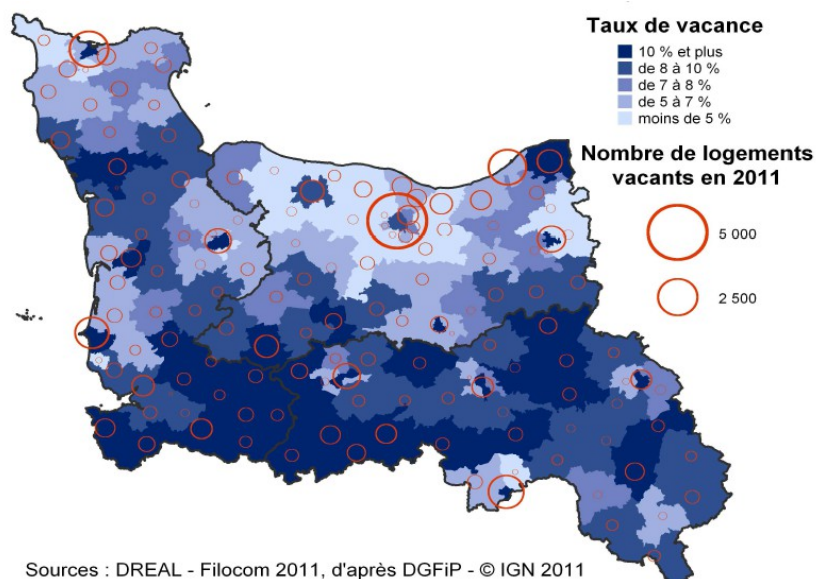 Taux de vacance
10 % et plus
de 8 à 10 %
de 7 à 8 %
de 5 à 7 %
moins de 5 %
Nombre de logements
vacants en 2011
5 000
2 500
Sources : DREAL - Filocom 2011, d'après DGFiP - © IGN 2011